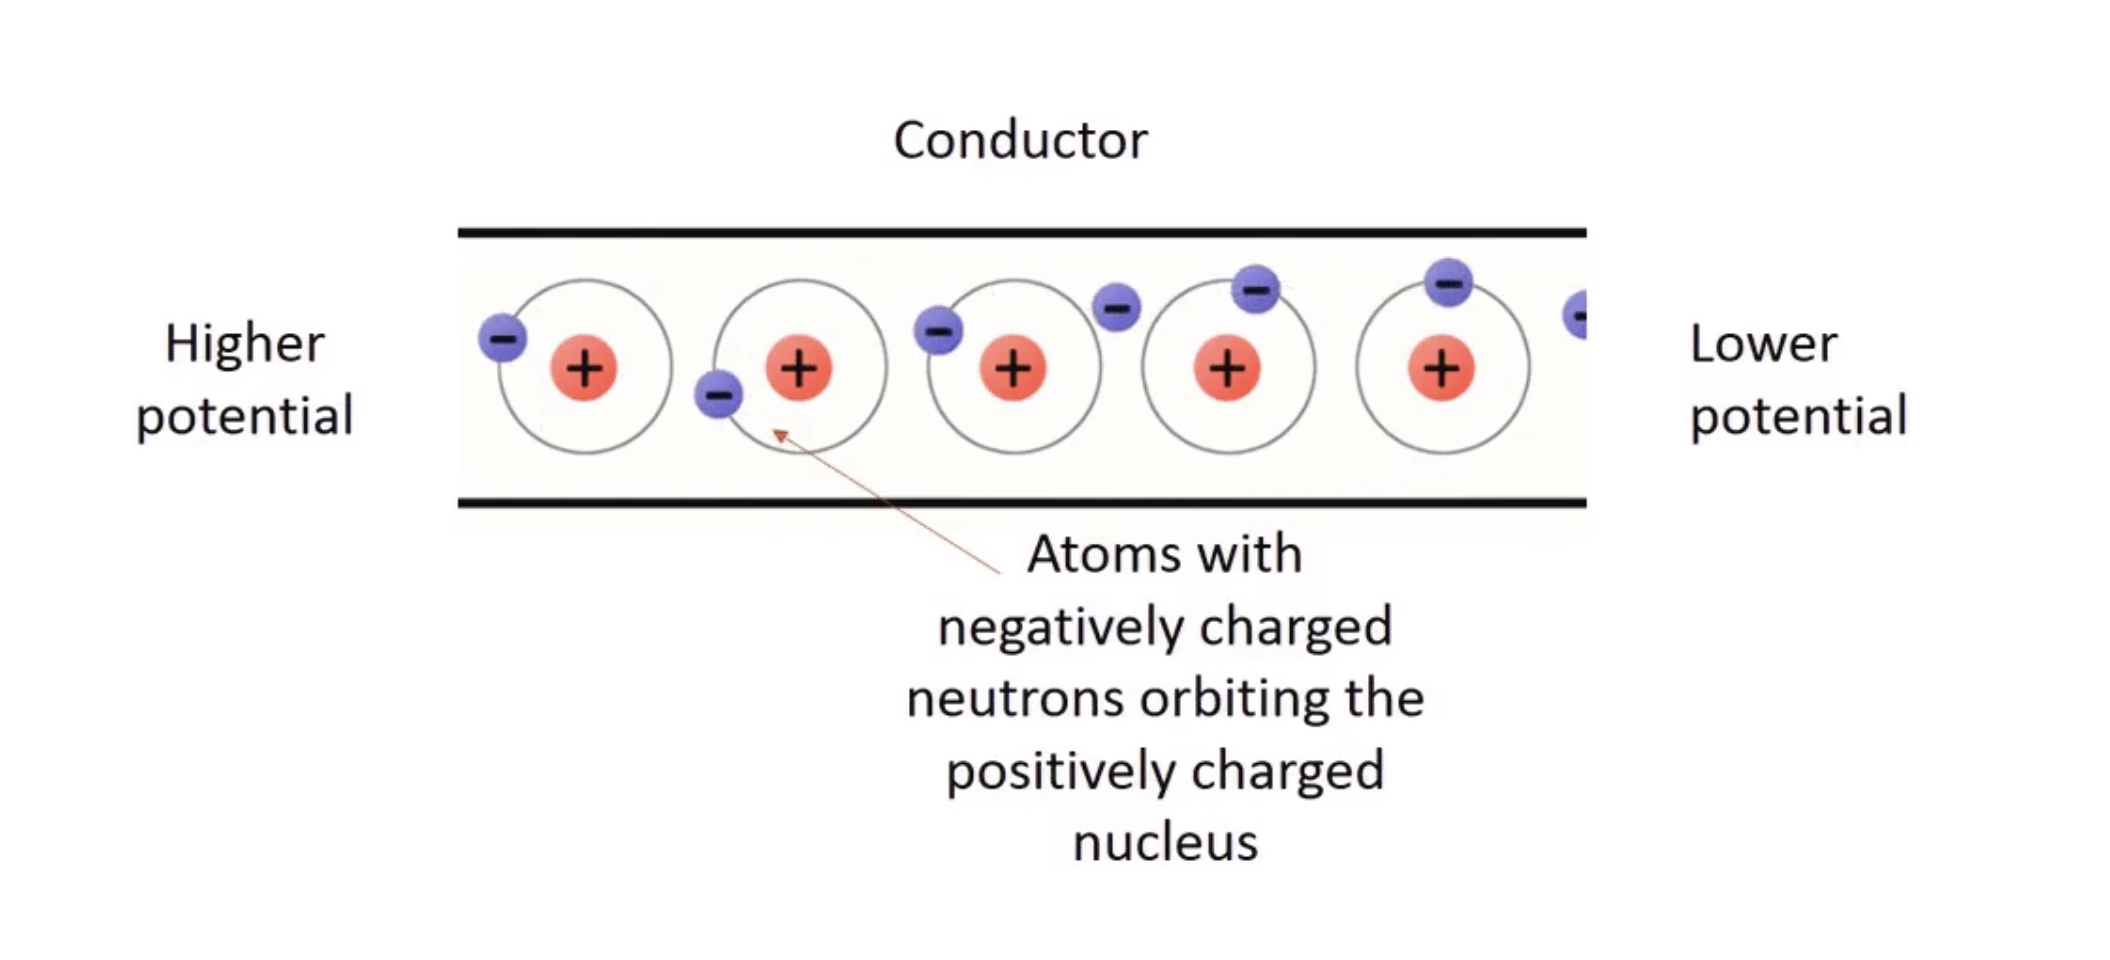 Conductor
Higher
potential
+
+
+
+
+
-
-
-
-
-
-
-
Lower
potential
Atoms with
negatively charged
neutrons orbiting the
positively charged
nucleus